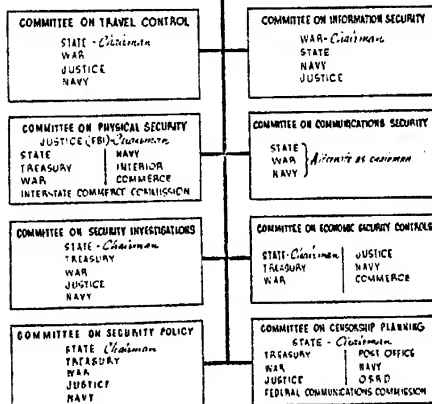 COMMITTEE ON TRAVEL CONTROL
STATE - Chairman
WAR
JUSTICE
NAVY
COMMITTEE ON INFORMATION SECURITY
WAR - Chairman
STATE
NAVY
JUSTICE
COMMITTEE ON PHYSICAL SECURITY
JUSTICE (FBI) - Chairman
STATE NAVY
TREASURY INTERIOR
WAR COMMERCE
INTERSTATE COMMERCE COMMISSION
COMMITTEE ON COMMUNICATIONS SECURITY
STATE
WAR Alternate as chairman
NAVY
COMMITTEE ON SECURITY INVESTIGATIONS
STATE - Chairman
TREASURY
WAR
JUSTICE
NAVY
COMMITTEE ON ECONOMIC SECURITY CONTROLS
STATE - Chairman JUSTICE
TREASURY NAVY
WAR COMMERCE
COMMITTEE ON SECURITY POLICY
STATE Chairman
TREASURY
WAR
JUSTICE
NAVY
COMMITTEE ON CENSORSHIP PLANNING
STATE - Chairman
TREASURY POST OFFICE
WAR NAVY
JUSTICE OSRD
FEDERAL COMMUNICATIONS COMMISSION